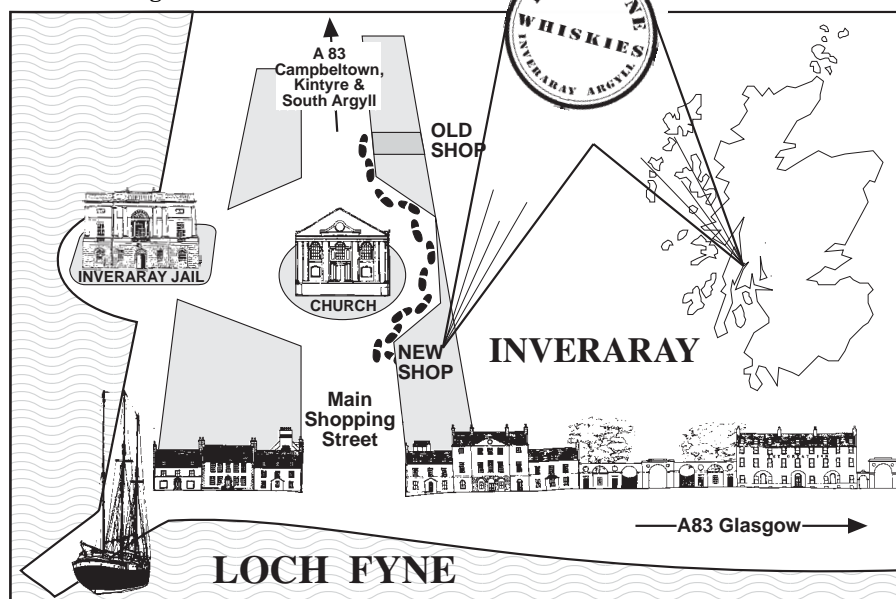 A 83
Campbeltown,
Kintyre &
South Argyll
WHISKIES
INVERARAY ARGYLL
OLD
SHOP
INVERARAY JAIL
CHURCH
NEW
SHOP
INVERARAY
Main
Shopping
Street
A83 Glasgow
LOCH FYNE